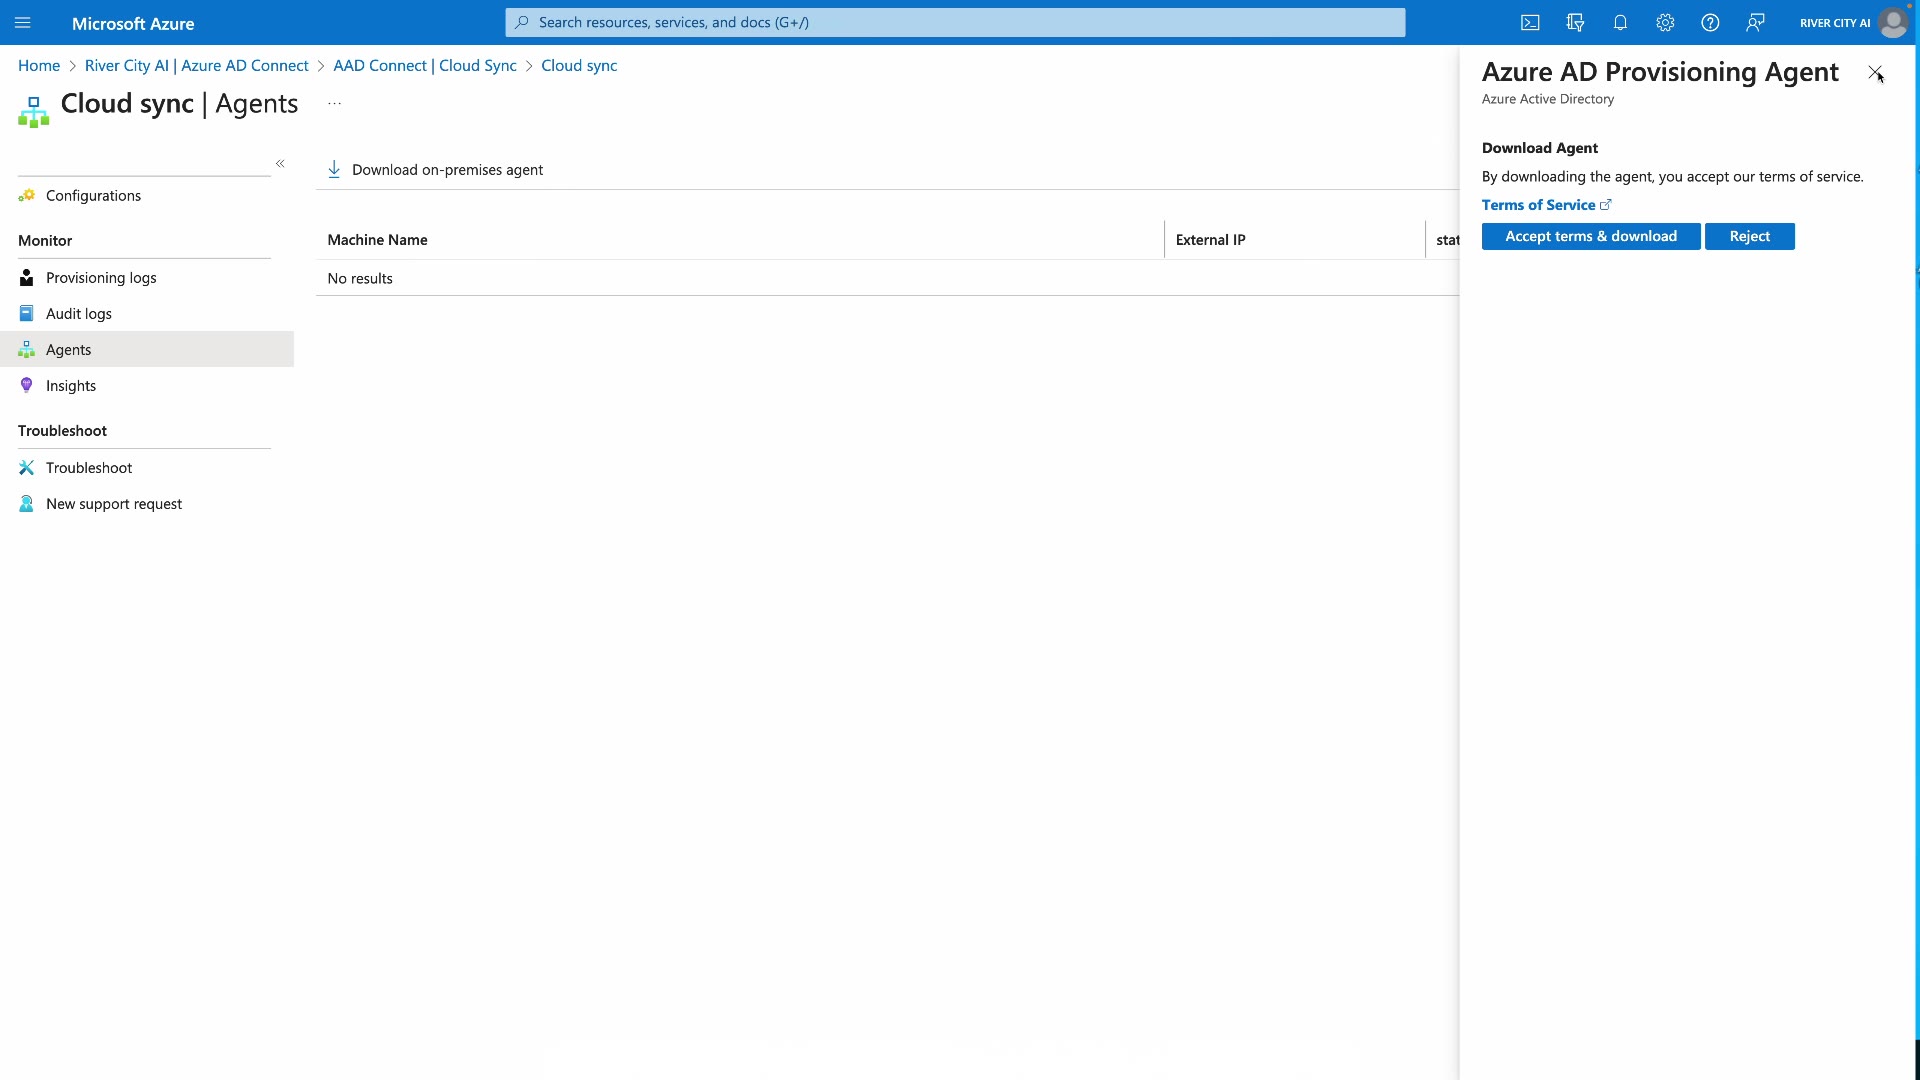 Microsoft Azure
Search resources, services, and docs (G+/)
RIVER CITY AI
Home > River City AI | Azure AD Connect > AAD Connect | Cloud Sync > Cloud sync
Cloud sync | Agents ...
«
Download on-premises agent
Configurations
Monitor
Provisioning logs
Audit logs
Agents
Insights
Troubleshoot
Troubleshoot
New support request
Machine Name
External IP
stat
No results
Azure AD Provisioning Agent
Azure Active Directory
Download Agent
By downloading the agent, you accept our terms of service.
Terms of Service
Accept terms & download
Reject